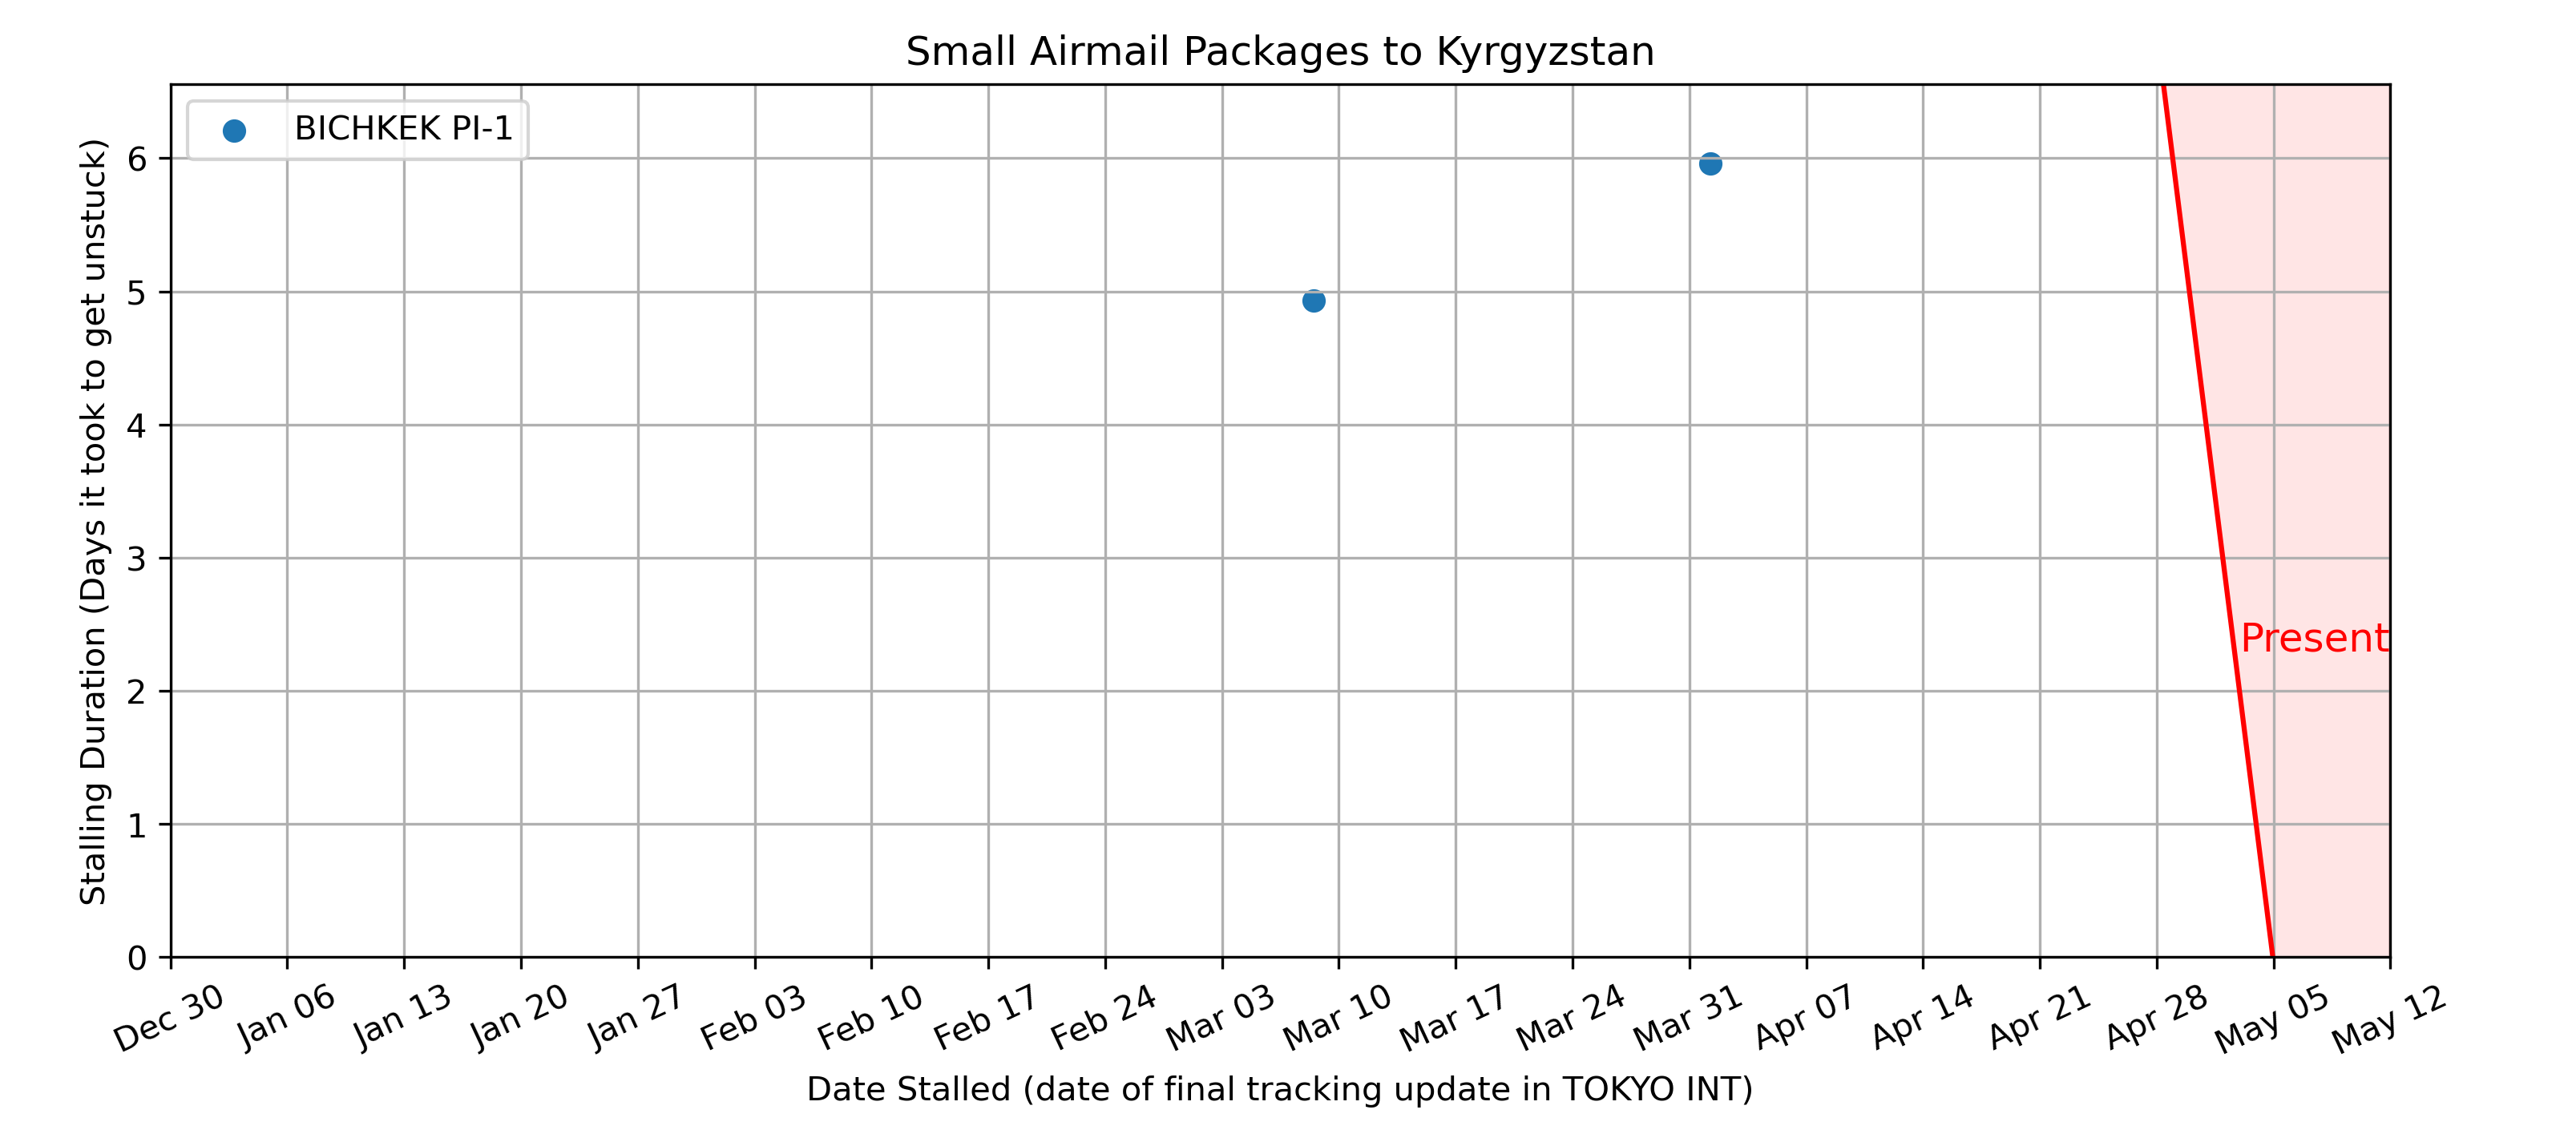 Small Airmail Packages to Kyrgyzstan
BICHKEK PI-1
Stalling Duration (Days it took to get unstuck)
6
5
4
3
2
1
0
Present
Dec 30 Jan 06 Jan 13 Jan 20 Jan 27 Feb 03 Feb 10 Feb 17 Feb 24 Mar 03 Mar 10 Mar 17 Mar 24 Mar 31 Apr 07 Apr 14 Apr 21 Apr 28 May 05 May 12
Date Stalled (date of final tracking update in TOKYO INT)